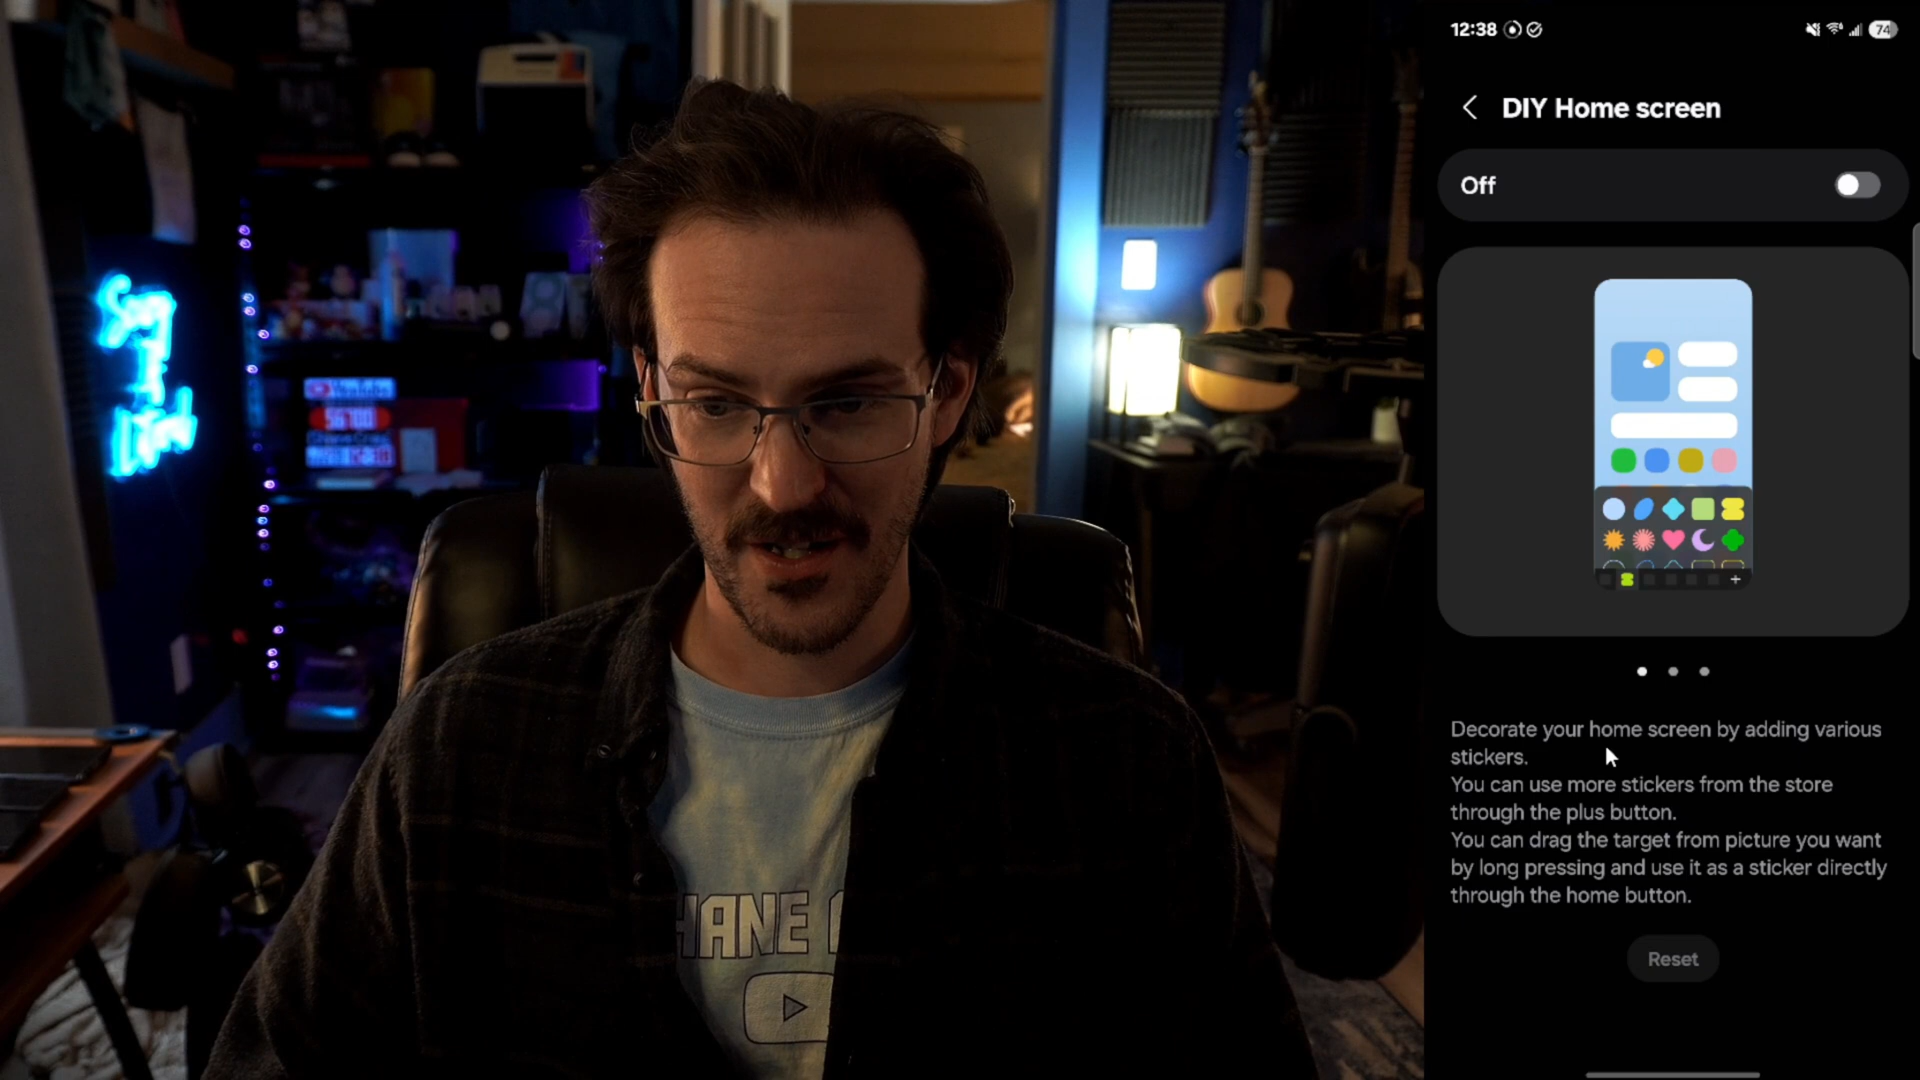 12:38
74
DIY Home screen
Off
Decorate your home screen by adding various
stickers.
You can use more stickers from the store
through the plus button.
You can drag the target from picture you want
by long pressing and use it as a sticker directly
through the home button.
Reset
HANE
YouTube